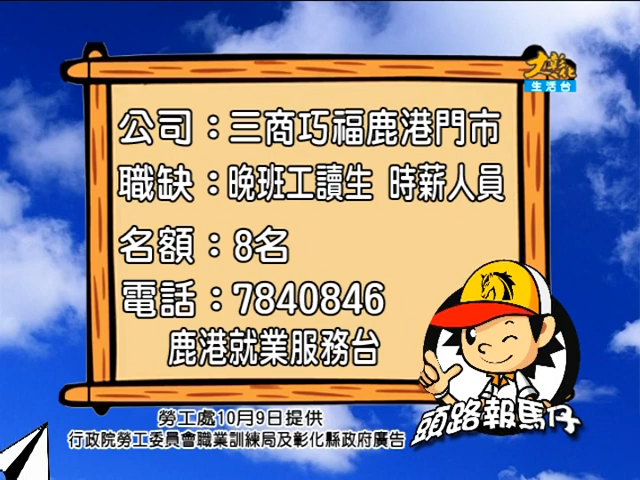 大彰化
生活台
公司：三商巧福鹿港門市
職缺：晚班工讀生 時薪人員
名額：8名
電話：7840846
鹿港就業服務台
頭路報馬仔
勞工處10月9日提供
行政院勞工委員會職業訓練局及彰化縣政府廣告